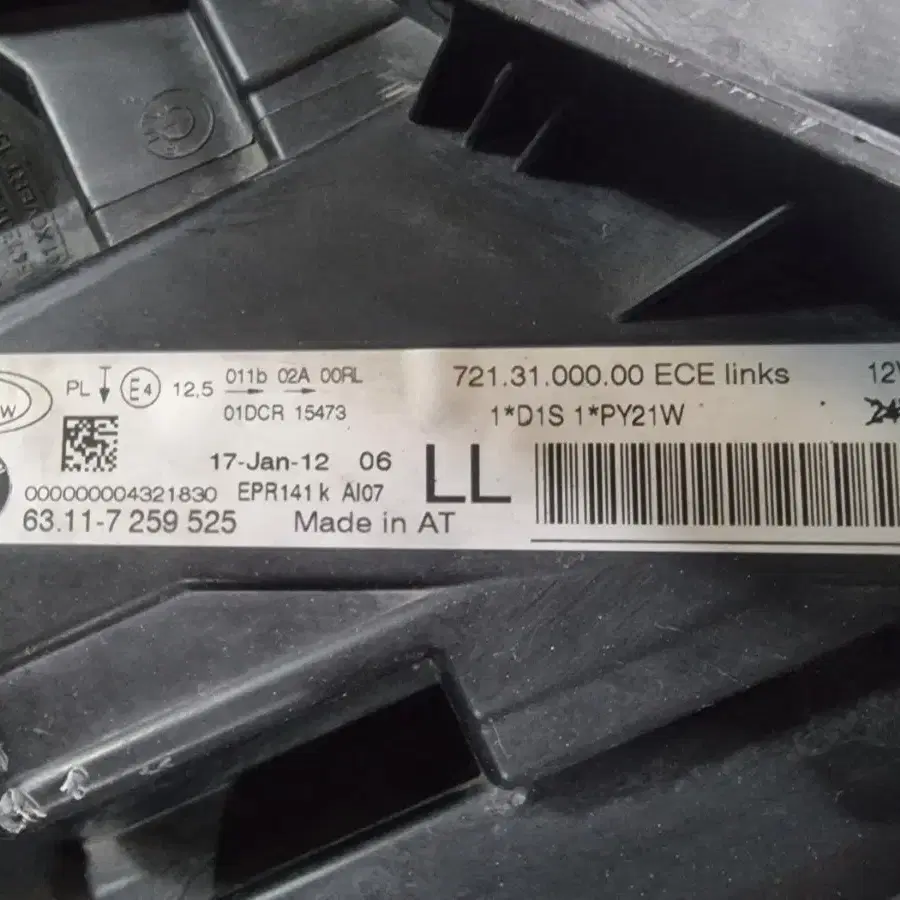 PL E4 12,5 011b 02A 00RL
01DCR 15473
721.31.000.00 ECE links
12V
1*D1S 1*PY21W
W
17-Jan-12 06
LL
000000004321830 EPR141 k AI07
63.11-7 259 525 Made in AT